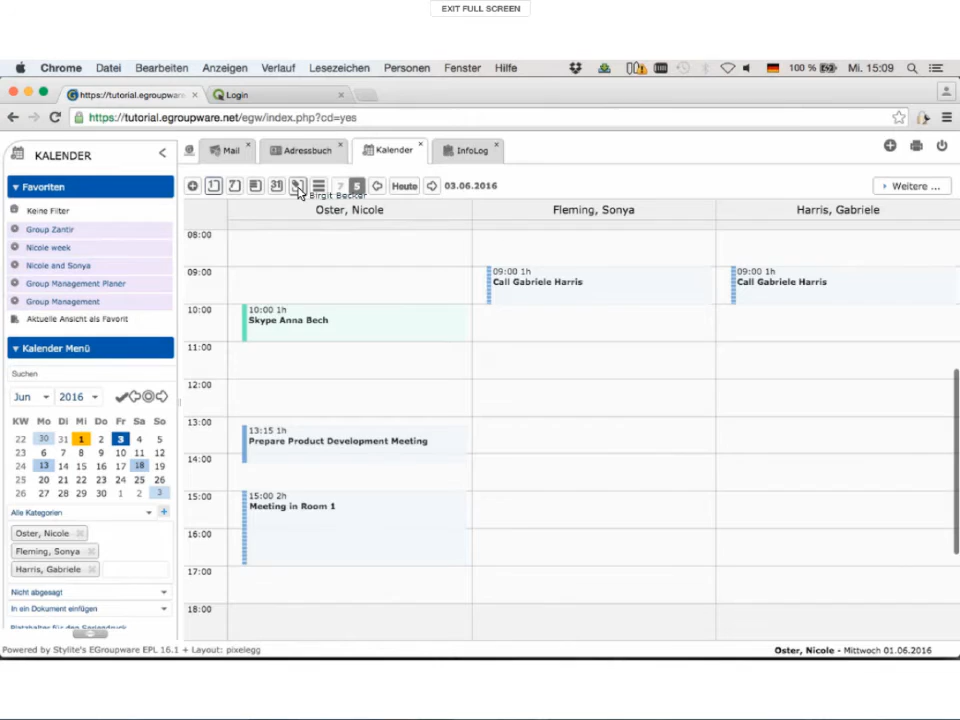 EXIT FULL SCREEN
Chrome Datei Bearbeiten Anzeigen Verlauf Lesezeichen Personen Fenster Hilfe 100 % Mi. 15:09
https://tutorial.egroupware Login
https://tutorial.egroupware.net/egw/index.php?cd=yes
KALENDER
Mail Adressbuch Kalender InfoLog
Favoriten
1 7 31 7 5 Heute 03.06.2016 Weitere ...
Birgit Becker
Keine Filter
Group Zantir
Nicole week
Nicole and Sonya
Group Management Planer
Group Management
Aktuelle Ansicht als Favorit
Kalender Menü
Suchen
Jun 2016
KW Mo Di Mi Do Fr Sa So
22 30 31 1 2 3 4 5
23 6 7 8 9 10 11 12
24 13 14 15 16 17 18 19
25 20 21 22 23 24 25 26
26 27 28 29 30 1 2 3
Alle Kategorien
Oster, Nicole
Fleming, Sonya
Harris, Gabriele
Nicht abgesagt
In ein Dokument einfügen
Platzhalter für den Seriendruck
Oster, Nicole Fleming, Sonya Harris, Gabriele
08:00
09:00
09:00 1h
Call Gabriele Harris
09:00 1h
Call Gabriele Harris
10:00
10:00 1h
Skype Anna Bech
11:00
12:00
13:00
13:15 1h
Prepare Product Development Meeting
14:00
15:00
15:00 2h
Meeting in Room 1
16:00
17:00
18:00
Powered by Stylite's EGroupware EPL 16.1 + Layout: pixelegg
Oster, Nicole - Mittwoch 01.06.2016